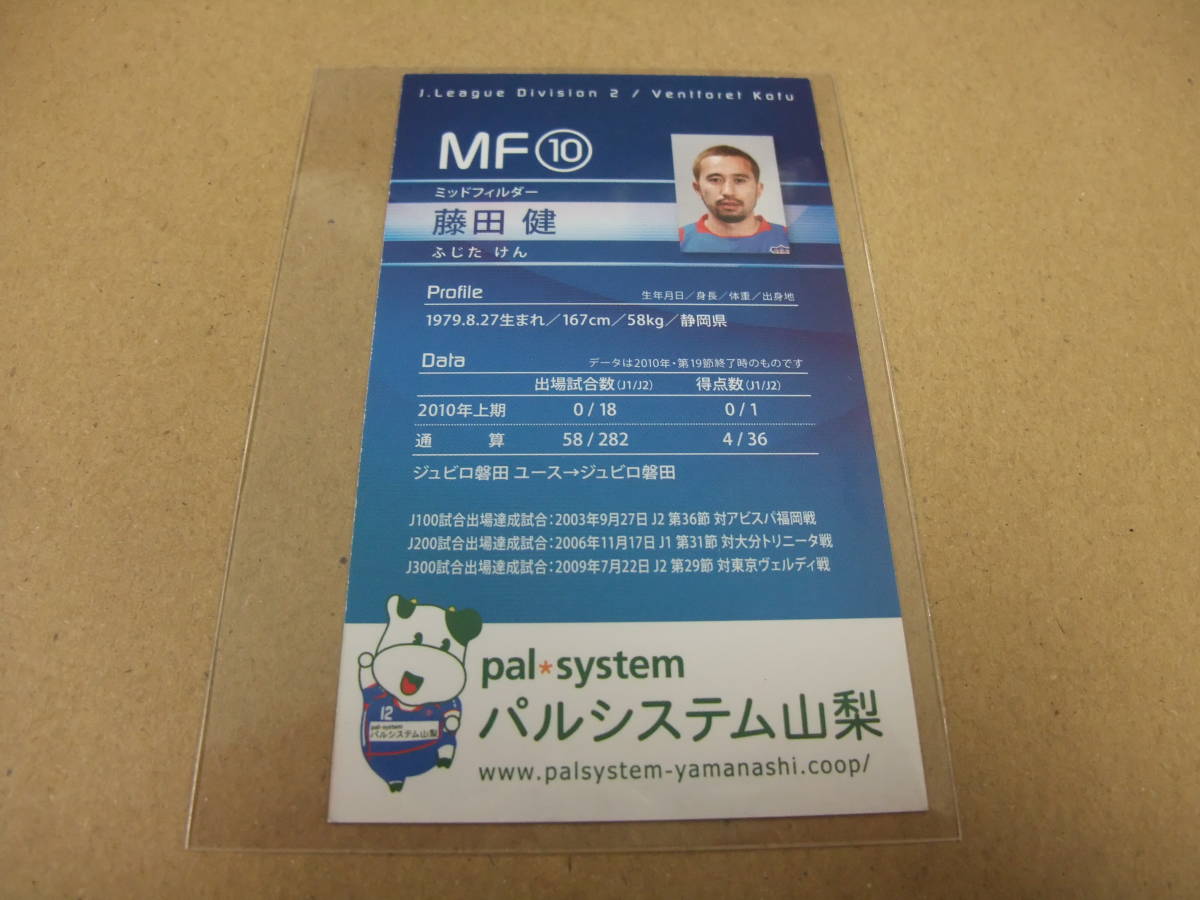 J.League Division 2 / Ventforet Kofu
MF⑩
ミッドフィルダー
藤田 健
ふじた けん
Profile 生年月日／身長／体重／出身地
1979.8.27生まれ／167cm／58kg／静岡県
Data データは2010年・第19節終了時のものです
出場試合数(J1/J2) 得点数(J1/J2)
2010年上期 0 / 18 0 / 1
通 算 58 / 282 4 / 36
ジュビロ磐田 ユース→ジュビロ磐田
J100試合出場達成試合：2003年9月27日 J2 第36節 対アビスパ福岡戦
J200試合出場達成試合：2006年11月17日 J1 第31節 対大分トリニータ戦
J300試合出場達成試合：2009年7月22日 J2 第29節 対東京ヴェルディ戦
pal*system
パルシステム山梨
www.palsystem-yamanashi.coop/
12
pal*system
パルシステム山梨